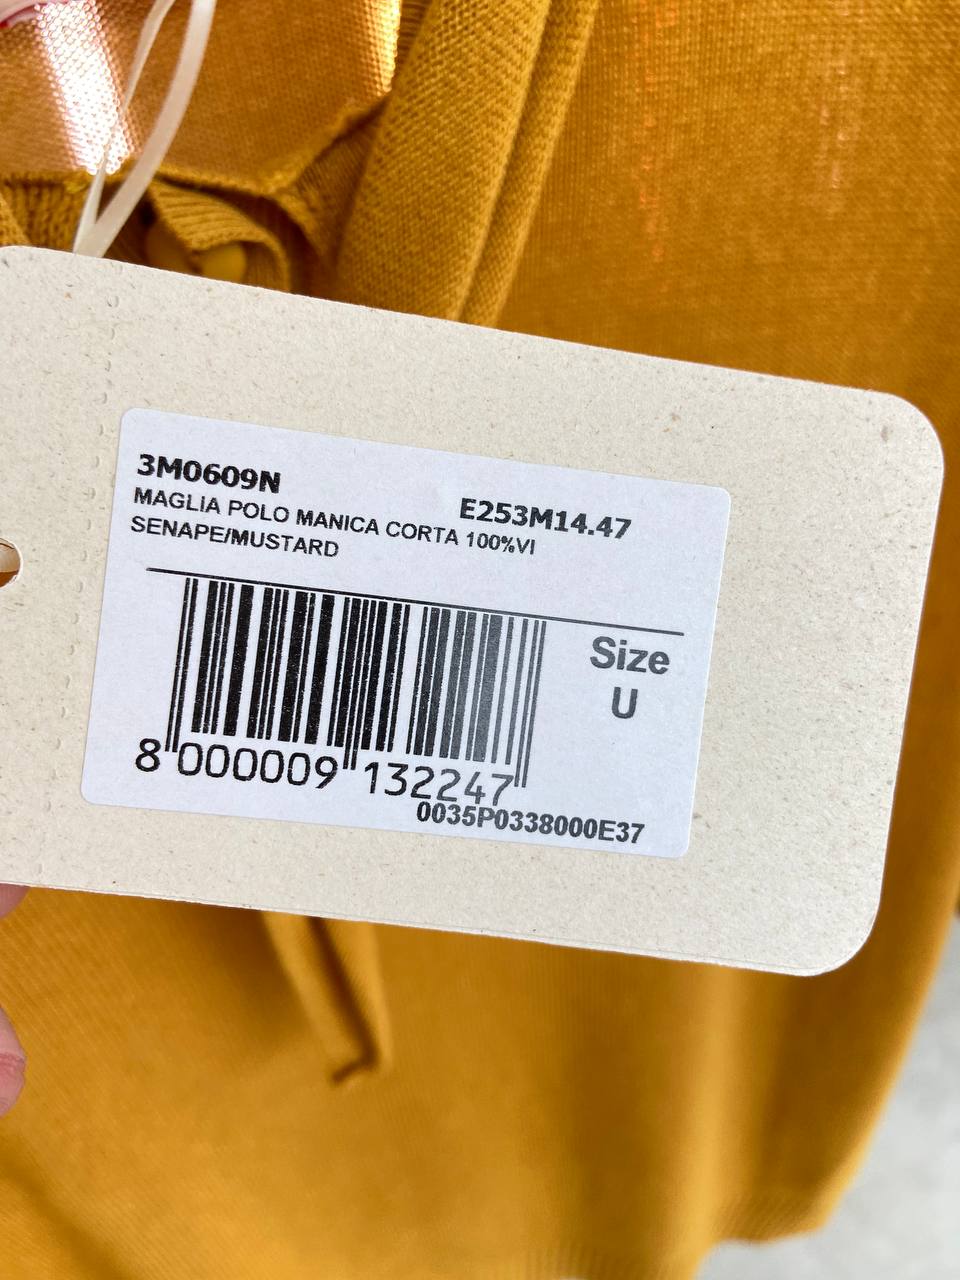 3M0609N
E253M14.47
MAGLIA POLO MANICA CORTA 100%VI
SENAPE/MUSTARD
Size
U
8 000009 132247
0035P0338000E37